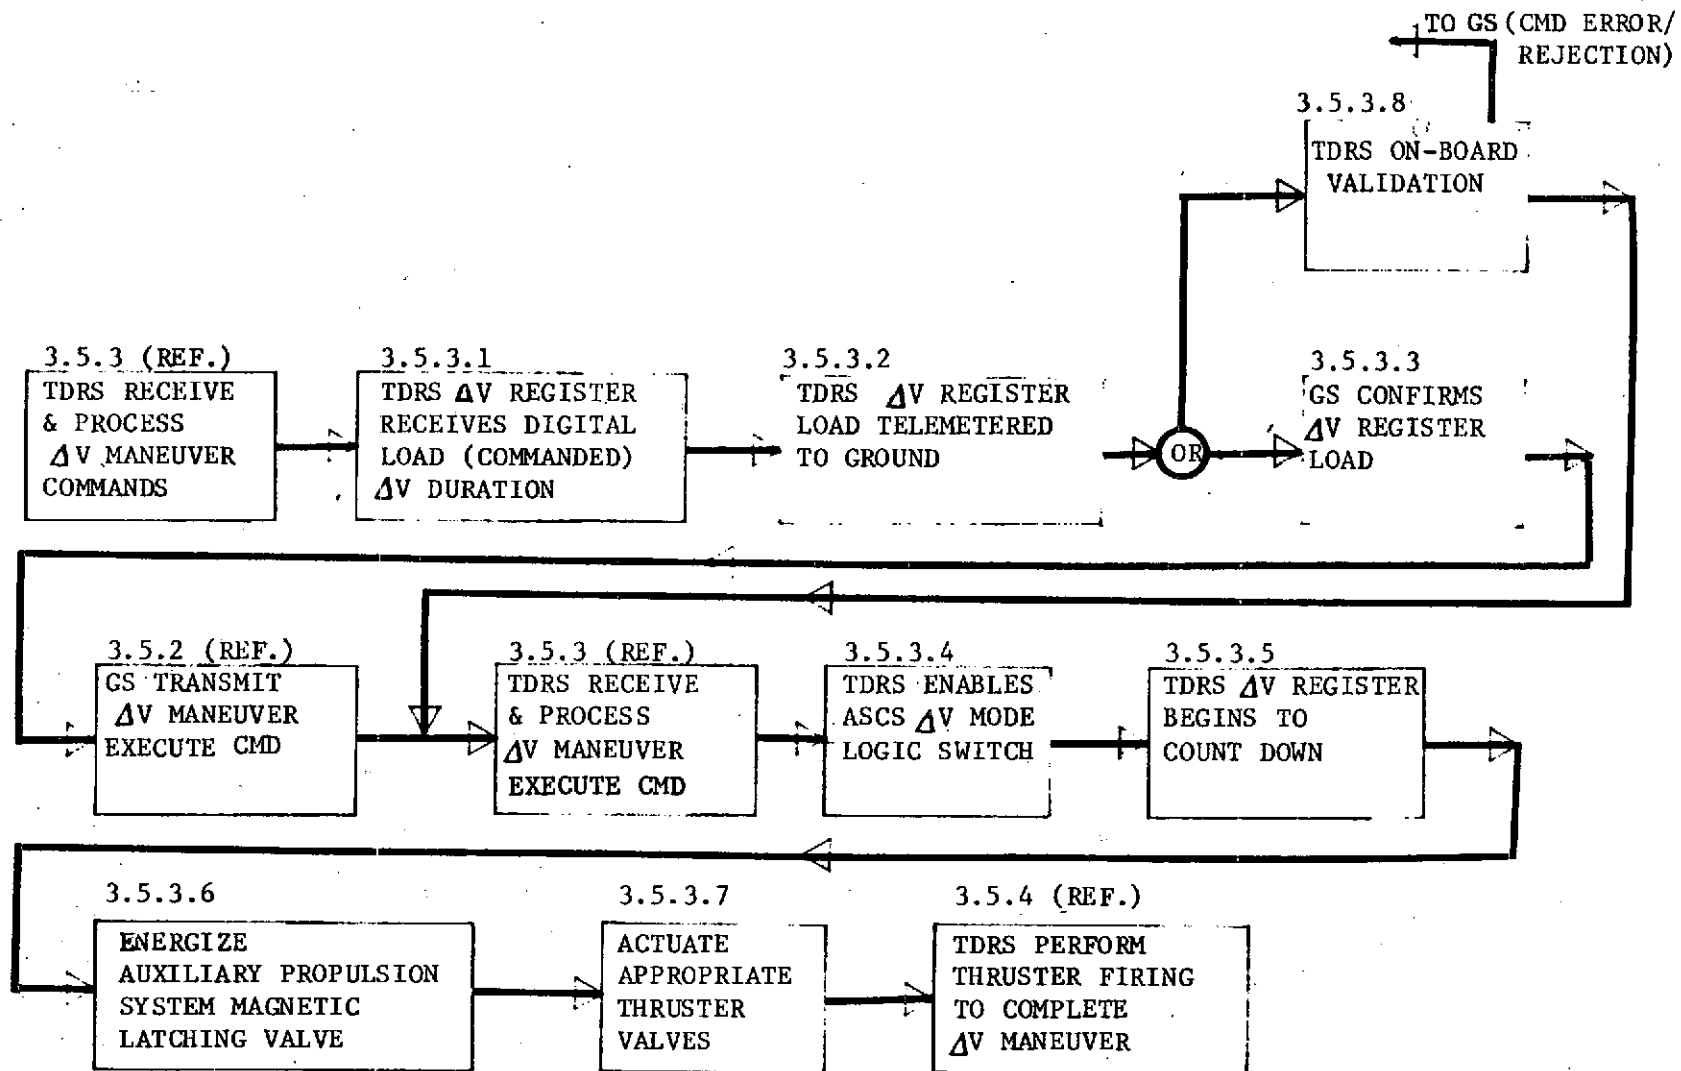 TO GS (CMD ERROR/
REJECTION)
3.5.3.8
TDRS ON-BOARD
VALIDATION
3.5.3 (REF.)
TDRS RECEIVE
& PROCESS
ΔV MANEUVER
COMMANDS
3.5.3.1
TDRS ΔV REGISTER
RECEIVES DIGITAL
LOAD (COMMANDED)
ΔV DURATION
3.5.3.2
TDRS ΔV REGISTER
LOAD TELEMETERED
TO GROUND
OR
3.5.3.3
GS CONFIRMS
ΔV REGISTER
LOAD
3.5.2 (REF.)
GS TRANSMIT
ΔV MANEUVER
EXECUTE CMD
3.5.3 (REF.)
TDRS RECEIVE
& PROCESS
ΔV MANEUVER
EXECUTE CMD
3.5.3.4
TDRS ENABLES
ASCS ΔV MODE
LOGIC SWITCH
3.5.3.5
TDRS ΔV REGISTER
BEGINS TO
COUNT DOWN
3.5.3.6
ENERGIZE
AUXILIARY PROPULSION
SYSTEM MAGNETIC
LATCHING VALVE
3.5.3.7
ACTUATE
APPROPRIATE
THRUSTER
VALVES
3.5.4 (REF.)
TDRS PERFORM
THRUSTER FIRING
TO COMPLETE
ΔV MANEUVER